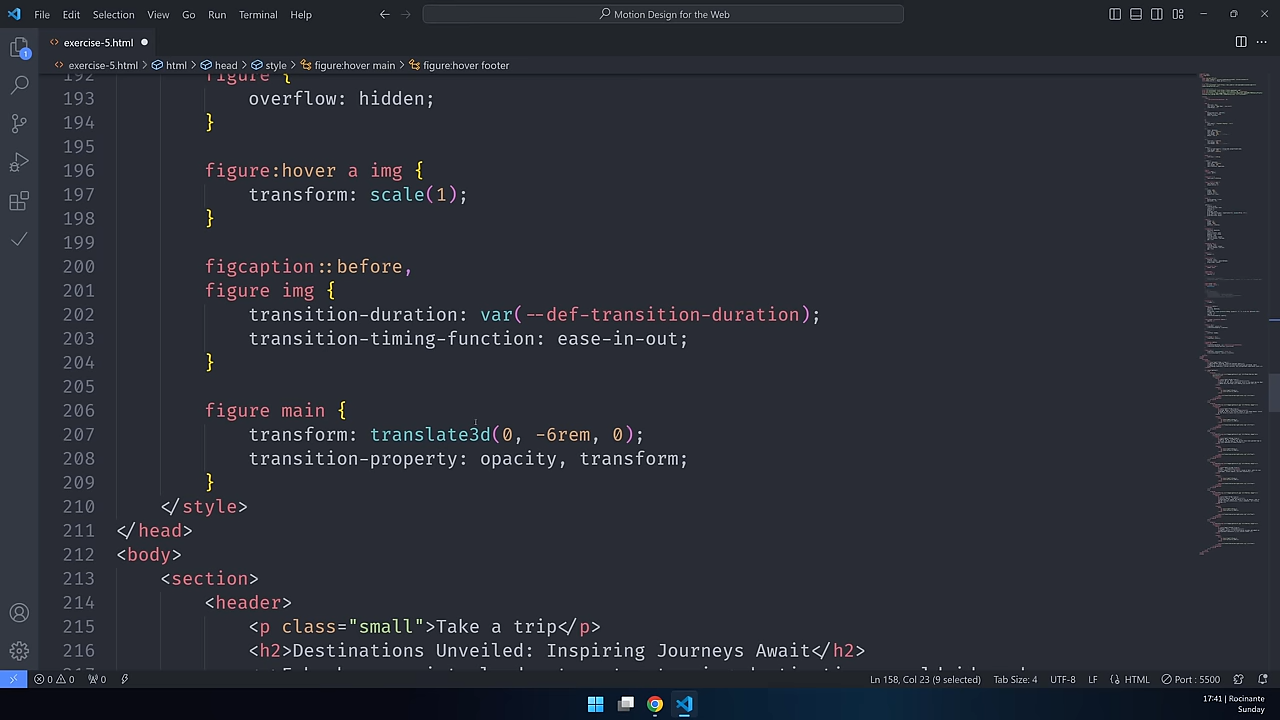 File Edit Selection View Go Run Terminal Help Motion Design for the Web
exercise-5.html
exercise-5.html > html > head > style > figure:hover main > figure:hover footer
192 figure {
193 overflow: hidden;
194 }
195
196 figure:hover a img {
197 transform: scale(1);
198 }
199
200 figcaption::before,
201 figure img {
202 transition-duration: var(--def-transition-duration);
203 transition-timing-function: ease-in-out;
204 }
205
206 figure main {
207 transform: translate3d(0, -6rem, 0);
208 transition-property: opacity, transform;
209 }
210 </style>
211 </head>
212 <body>
213 <section>
214 <header>
215 <p class="small">Take a trip</p>
216 <h2>Destinations Unveiled: Inspiring Journeys Await</h2>
1
0 0 0 Ln 158, Col 23 (9 selected) Tab Size: 4 UTF-8 LF HTML Port : 5500
17:41 | Rocinante
Sunday